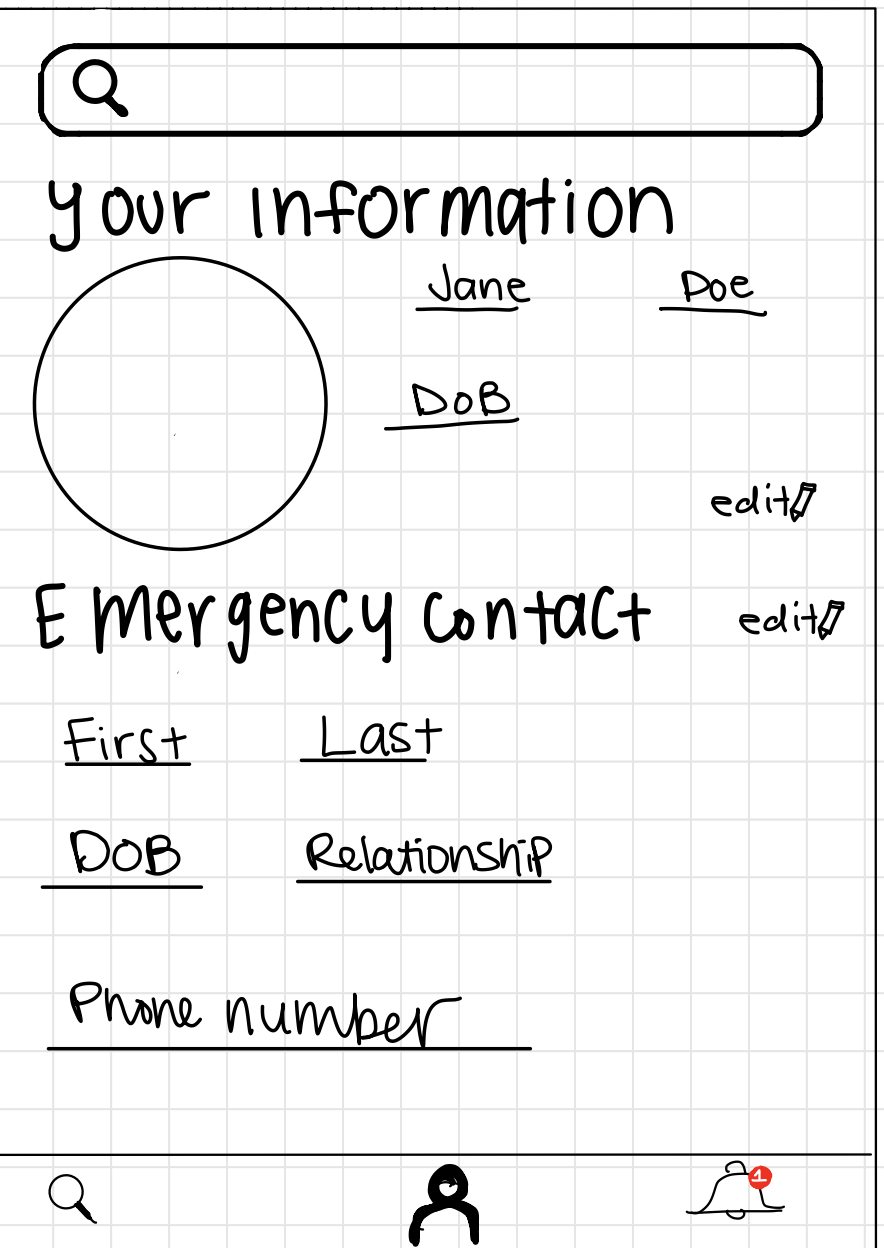 your information
Jane Doe
DoB
edit
Emergency contact edit
First Last
DOB Relationship
Phone number
1